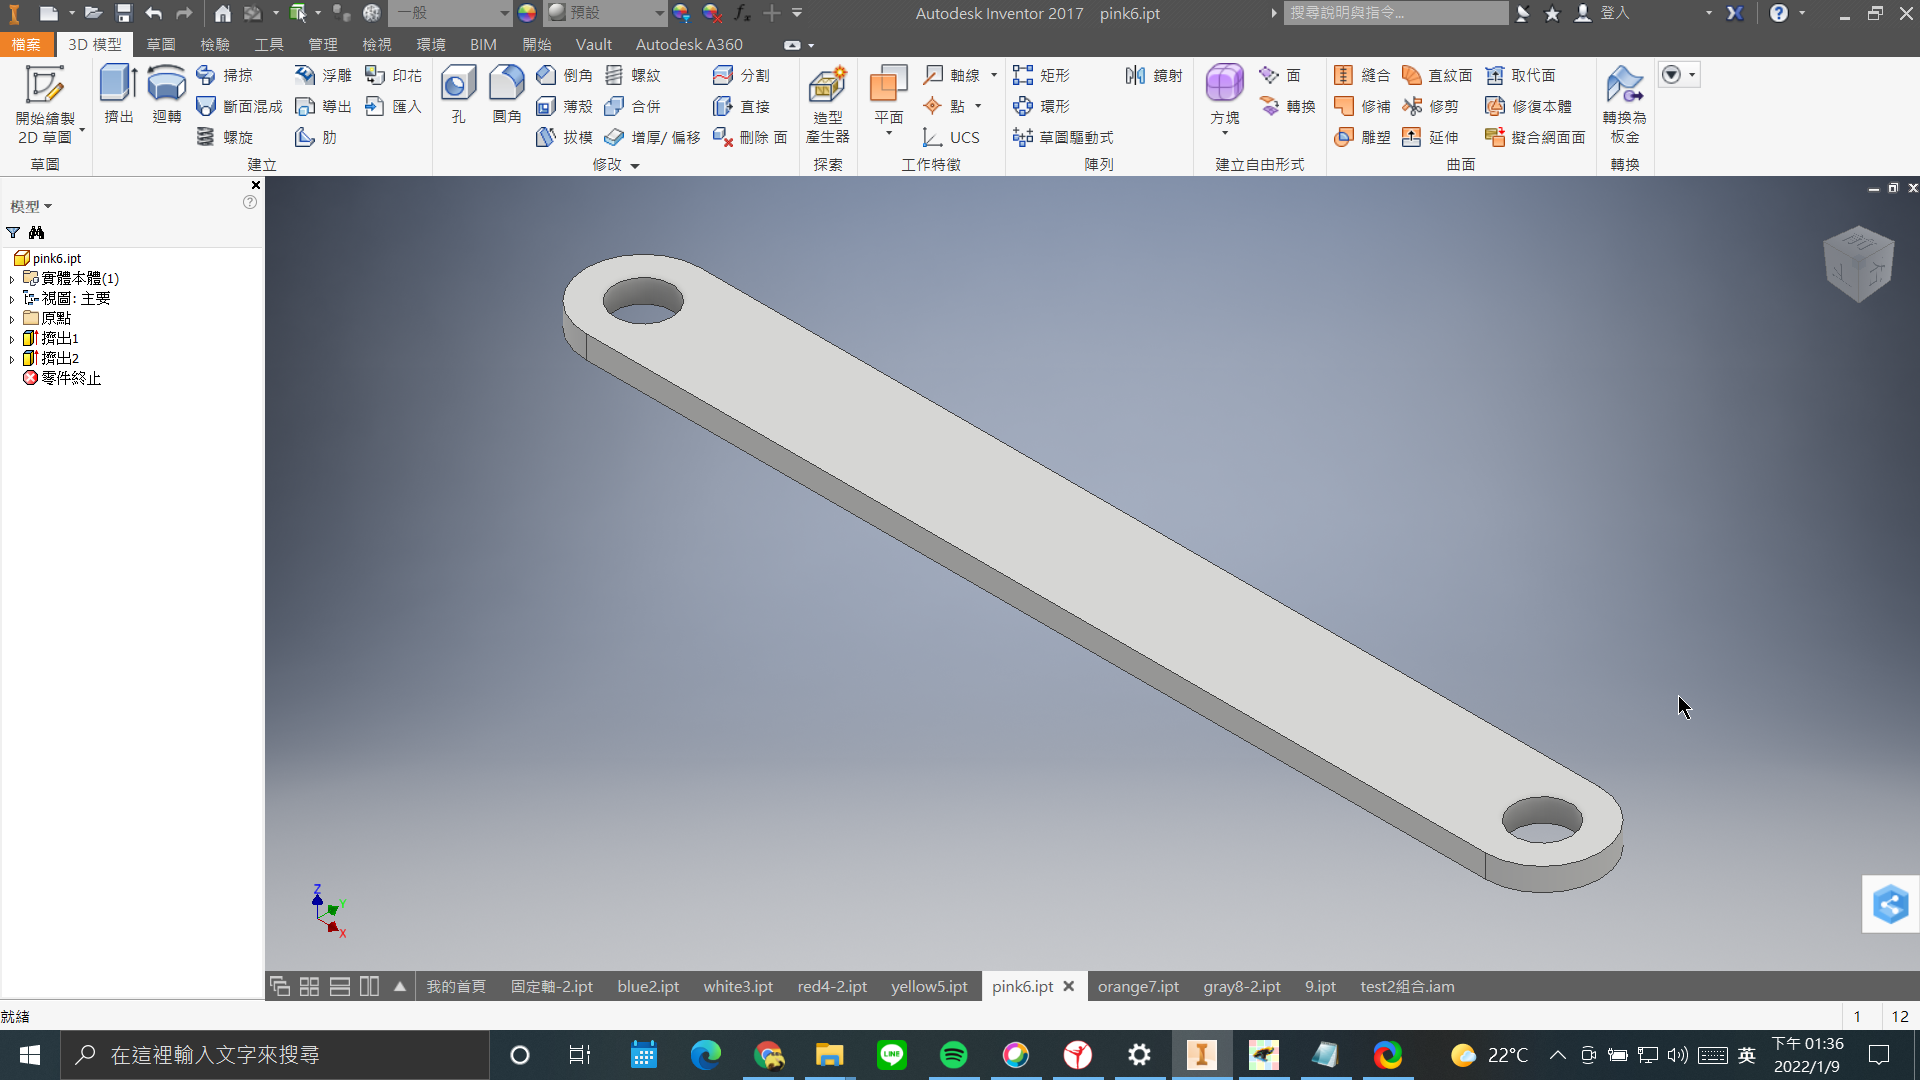 一般
預設
Autodesk Inventor 2017 pink6.ipt
搜尋說明與指令...
登入
檔案
3D 模型
草圖
檢驗
工具
管理
檢視
環境
BIM
開始
Vault
Autodesk A360
開始繪製
2D 草圖
草圖
擠出
迴轉
掃掠
斷面混成
螺旋
浮雕
導出
肋
印花
匯入
建立
孔
圓角
倒角
薄殼
拔模
螺紋
合併
增厚/ 偏移
分割
直接
刪除 面
修改
造型
產生器
探索
平面
軸線
點
UCS
工作特徵
矩形
環形
草圖驅動式
鏡射
陣列
方塊
面
轉換
建立自由形式
縫合
修補
雕塑
直紋面
修剪
延伸
取代面
修復本體
擬合網面面
曲面
轉換為
板金
轉換
模型
pink6.ipt
實體本體(1)
視圖: 主要
原點
擠出1
擠出2
零件終止
Z
Y
X
我的首頁
固定軸-2.ipt
blue2.ipt
white3.ipt
red4-2.ipt
yellow5.ipt
pink6.ipt
orange7.ipt
gray8-2.ipt
9.ipt
test2組合.iam
就緒
1
12
在這裡輸入文字來搜尋
LINE
22°C
英
下午 01:36
2022/1/9